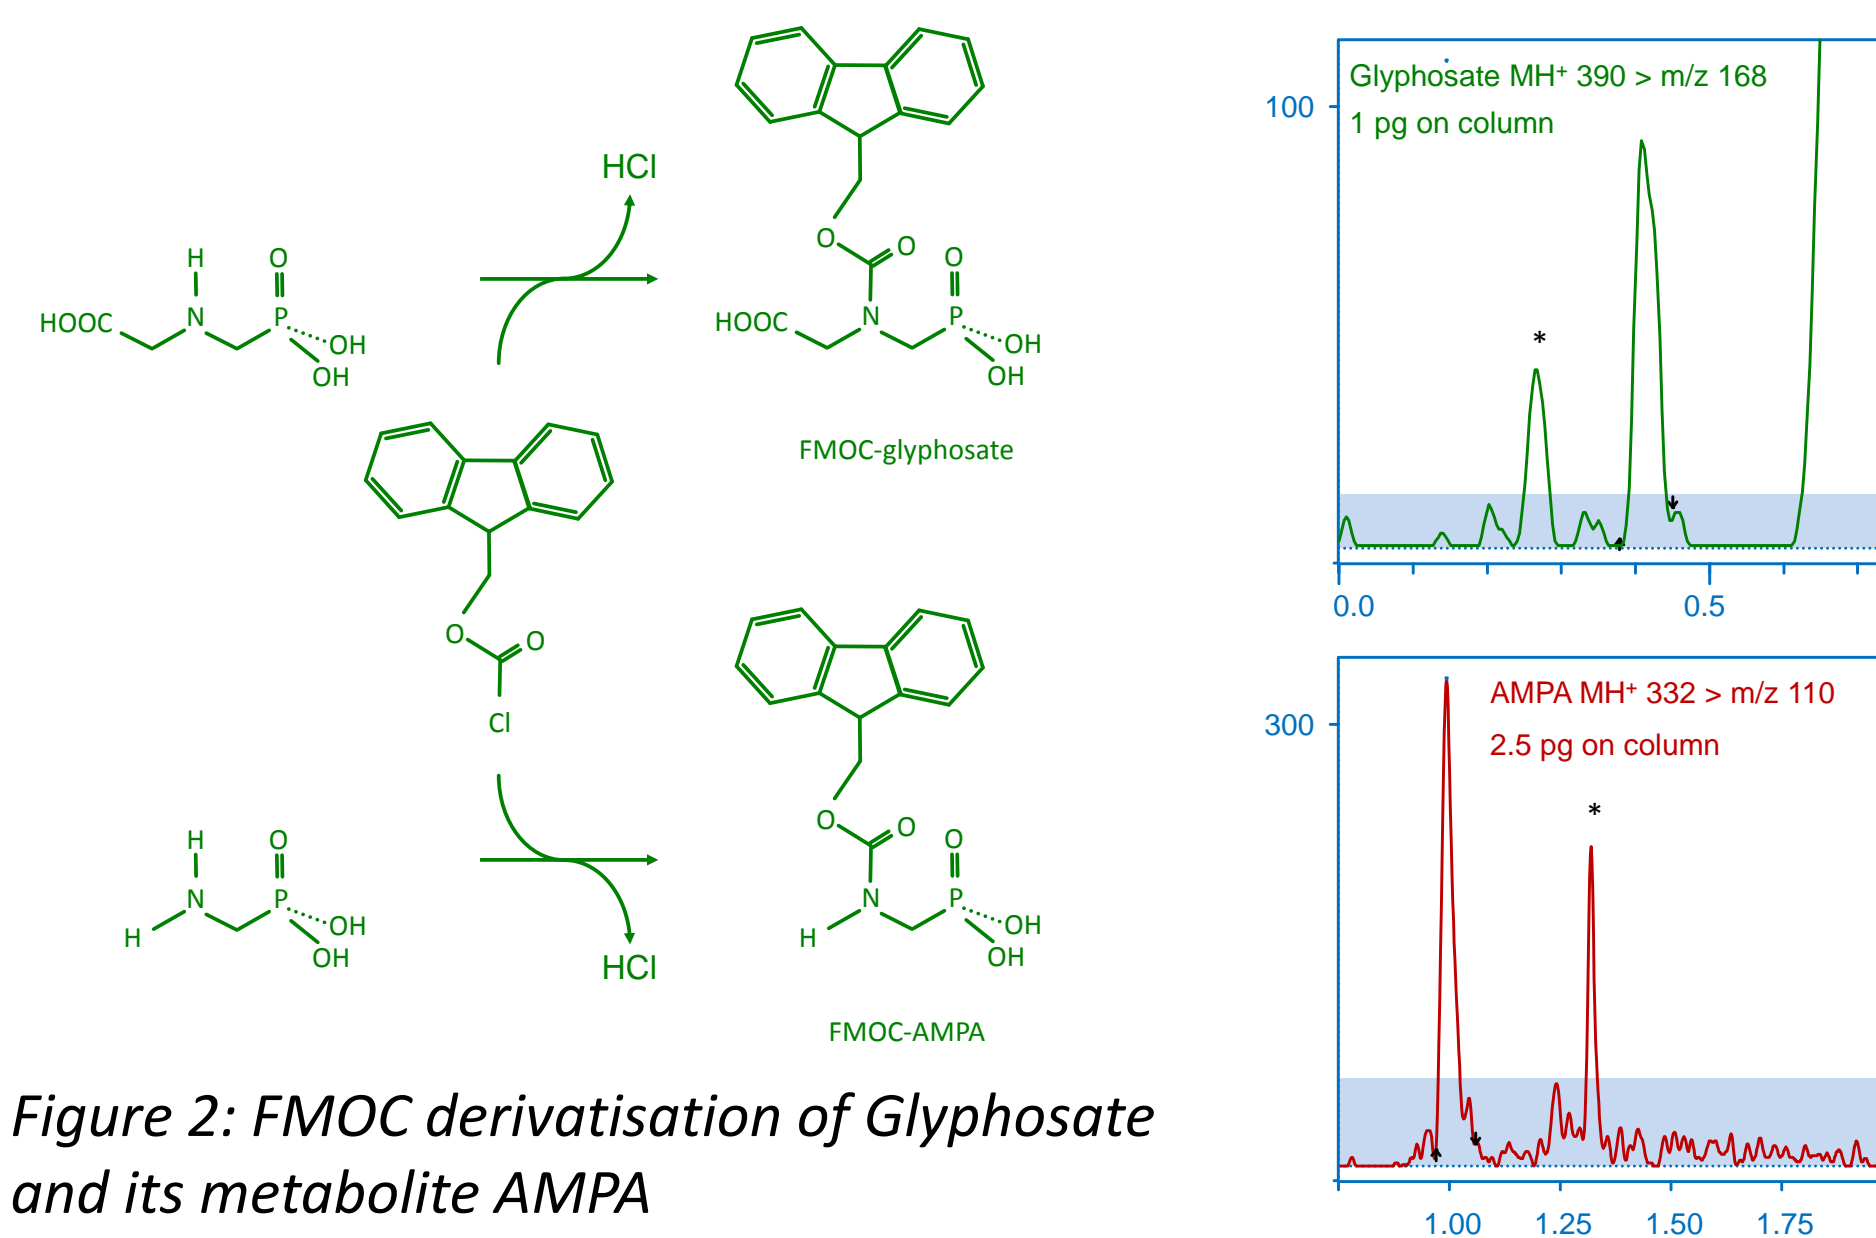 HCl
H
O
HOOC
N
P
OH
OH
O
O
O
HOOC
N
P
OH
OH
FMOC-glyphosate
O
O
Cl
H
O
N
P
H
OH
OH
HCl
O
O
O
N
P
H
OH
OH
FMOC-AMPA
Figure 2: FMOC derivatisation of Glyphosate
and its metabolite AMPA
Glyphosate MH+ 390 > m/z 168
1 pg on column
100
*
0.0 0.5
AMPA MH+ 332 > m/z 110
2.5 pg on column
300
*
1.00 1.25 1.50 1.75